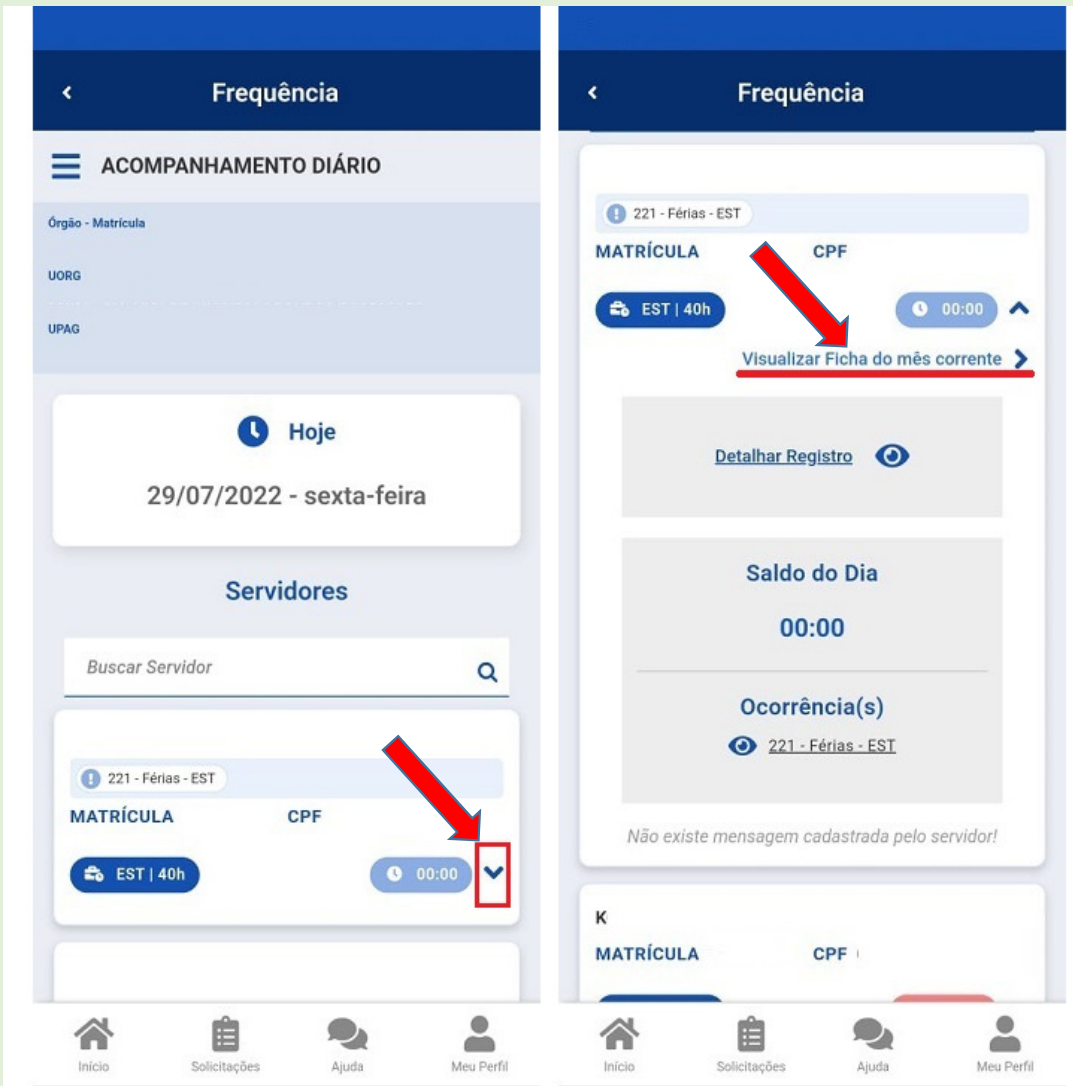 Frequência
ACOMPANHAMENTO DIÁRIO
Órgão - Matrícula
UORG
UPAG
Hoje
29/07/2022 - sexta-feira
Servidores
Buscar Servidor
221 - Férias - EST
MATRÍCULA CPF
EST | 40h 00:00
Início Solicitações Ajuda Meu Perfil
Frequência
221 - Férias - EST
MATRÍCULA CPF
EST | 40h 00:00
Visualizar Ficha do mês corrente
Detalhar Registro
Saldo do Dia
00:00
Ocorrência(s)
221 - Férias - EST
Não existe mensagem cadastrada pelo servidor!
K
MATRÍCULA CPF
Início Solicitações Ajuda Meu Perfil